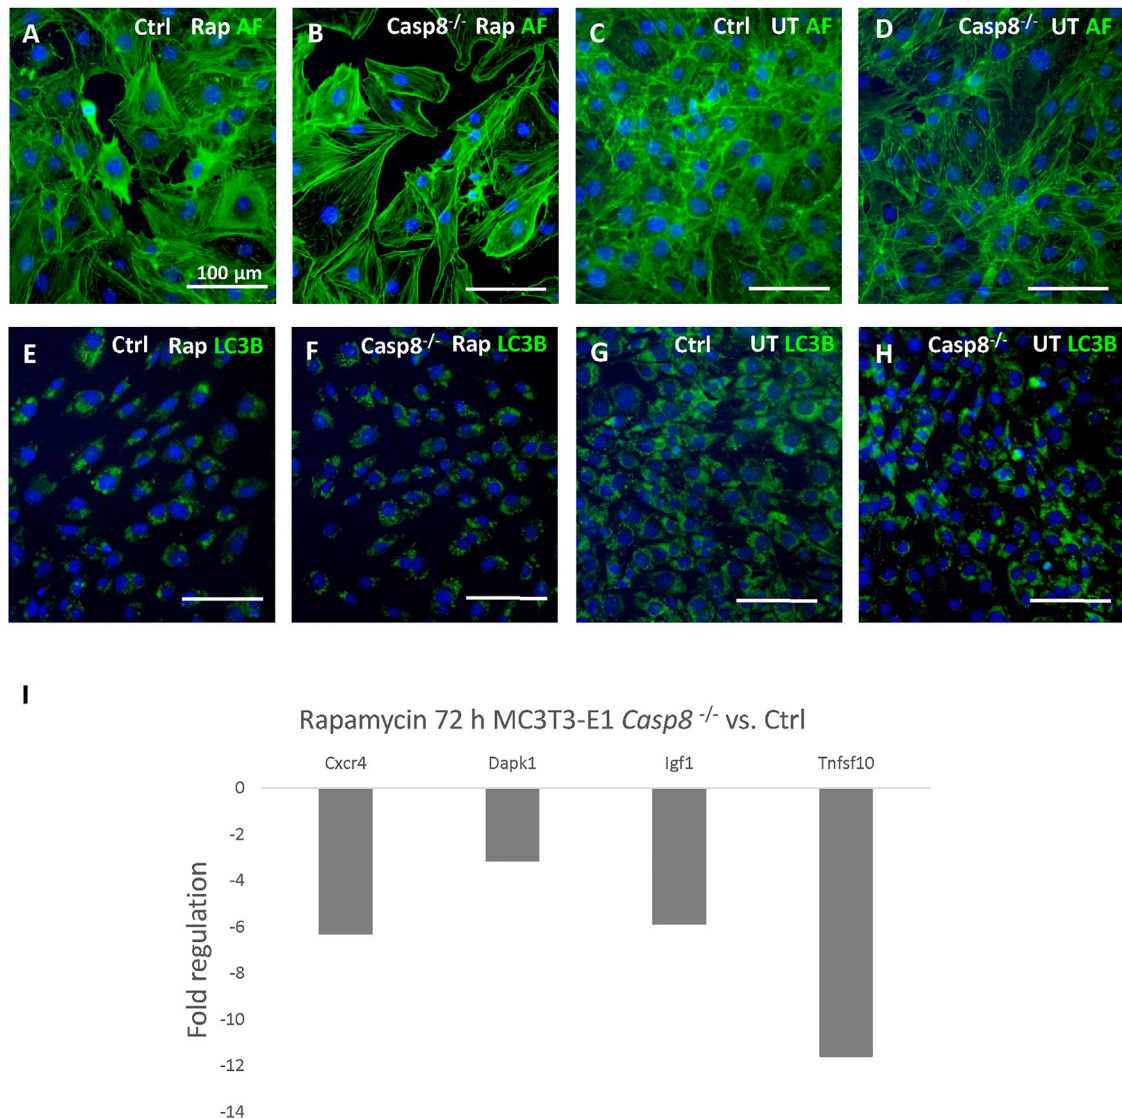 A Ctrl Rap AF
100 µm
B Casp8-/- Rap AF
C Ctrl UT AF
D Casp8-/- UT AF
E Ctrl Rap LC3B
F Casp8-/- Rap LC3B
G Ctrl UT LC3B
H Casp8-/- UT LC3B
I
Rapamycin 72 h MC3T3-E1 Casp8 -/- vs. Ctrl
Cxcr4 Dapk1 Igf1 Tnfsf10
Fold regulation
0
-2
-4
-6
-8
-10
-12
-14